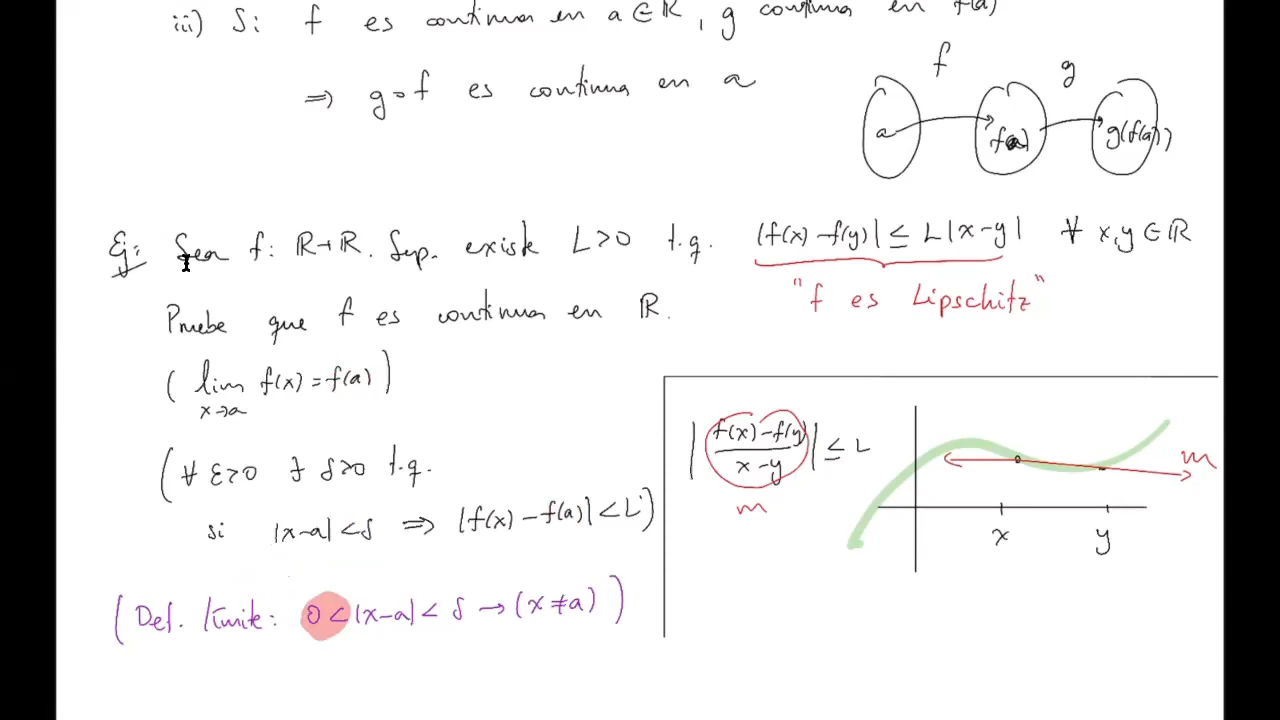 iii) Si f es continua en a ∈ ℝ, g continua en f(a)
⇒ g∘f es continua en a
f g
a f(a) g(f(a))
Ej: Sea f: ℝ→ℝ. Sup. existe L>0 t.q. |f(x)-f(y)| ≤ L|x-y| ∀ x,y ∈ ℝ
"f es Lipschitz"
Pruebe que f es continua en ℝ.
( lim f(x) = f(a) )
x→a
( ∀ ε>0 ∃ δ>0 t.q.
si |x-a| < δ ⇒ |f(x)-f(a)| < L )
( Def. límite: 0 < |x-a| < δ → (x ≠ a) )
| f(x)-f(y) / x-y | ≤ L
m
m
x y